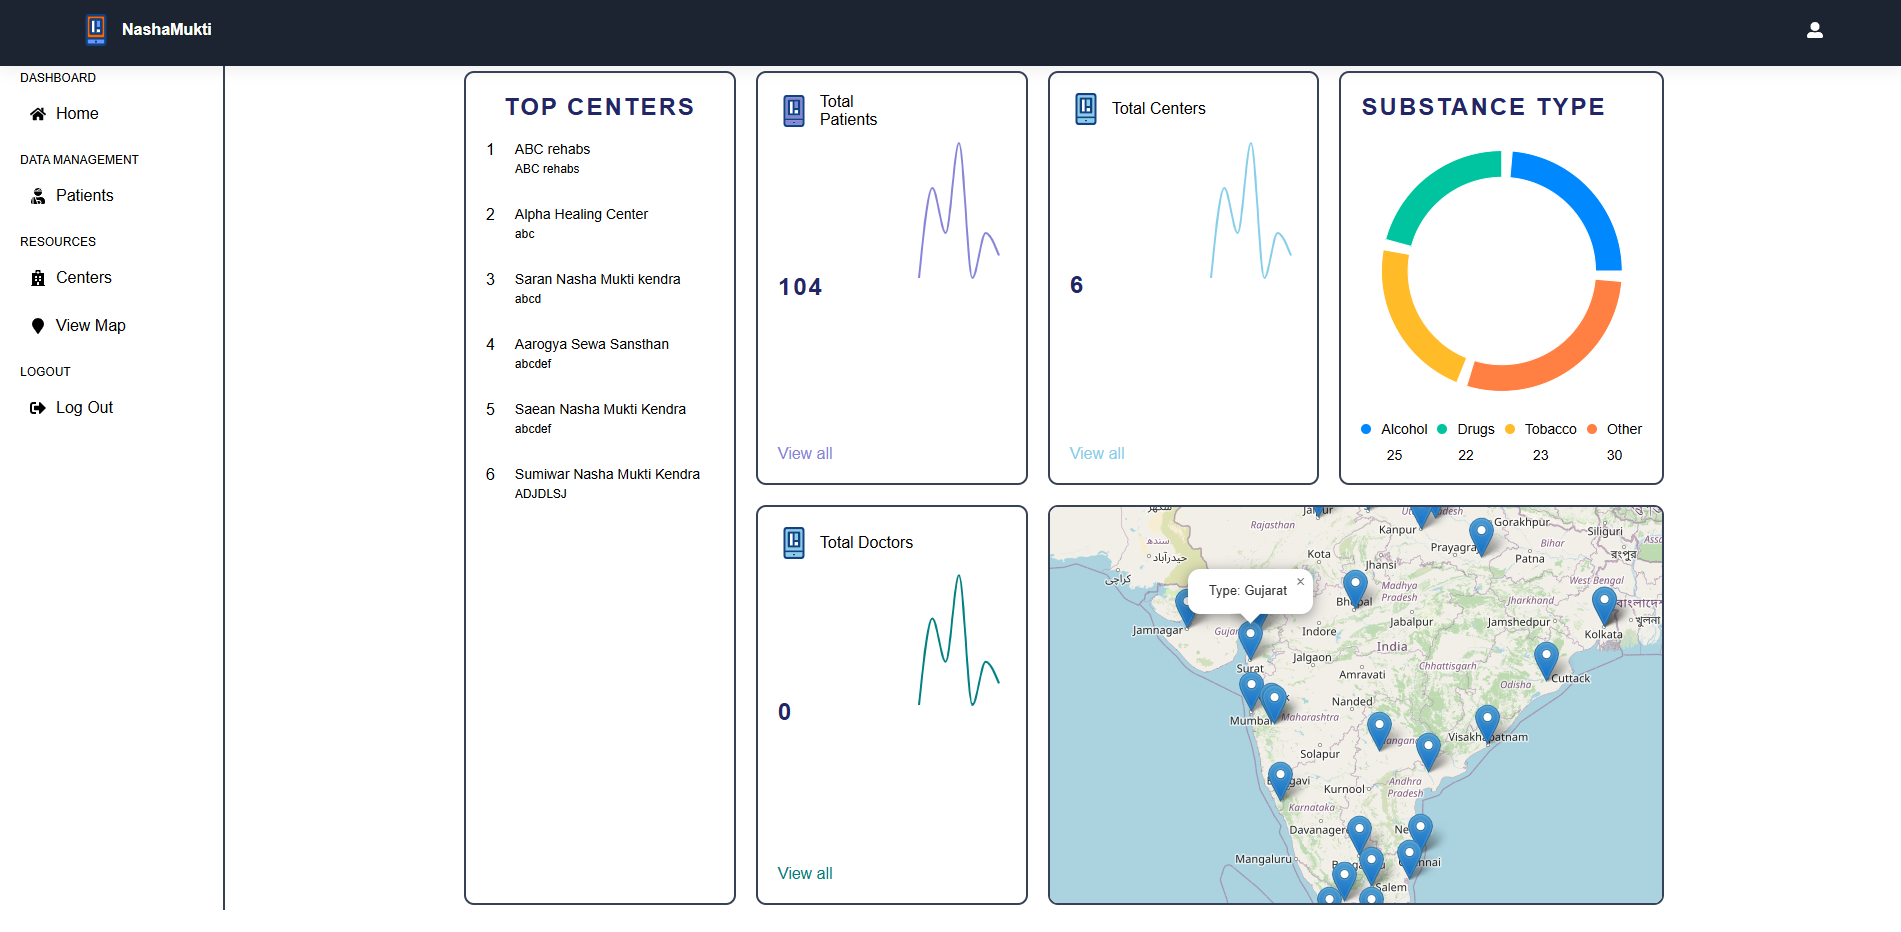 NashaMukti
DASHBOARD
Home
DATA MANAGEMENT
Patients
RESOURCES
Centers
View Map
LOGOUT
Log Out
TOP CENTERS
1 ABC rehabs
ABC rehabs
2 Alpha Healing Center
abc
3 Saran Nasha Mukti kendra
abcd
4 Aarogya Sewa Sansthan
abcdef
5 Saean Nasha Mukti Kendra
abcdef
6 Sumiwar Nasha Mukti Kendra
ADJDLSJ
Total
Patients
104
View all
Total Centers
6
View all
SUBSTANCE TYPE
Alcohol Drugs Tobacco Other
25 22 23 30
Total Doctors
0
View all
Rajasthan
Kanpur
Gorakhpur
Siliguri
سنڌ
حيدرآباد
Kota
Bihar
রংপুর
Patna
Jhansi
کراچی
Type: Gujarat
×
Madhya
Pradesh
West Bengal
Jharkhand
বাংলাদেশ
Jamnagar
Indore
Jabalpur
Jamshedpur
খুলনা
Kolkata
India
Surat
Jalgaon
Chhattisgarh
Amravati
Odisha
Cuttack
Nanded
Maharashtra
Solapur
Andhra
Pradesh
Kurnool
Karnataka
Mangaluru
Salem